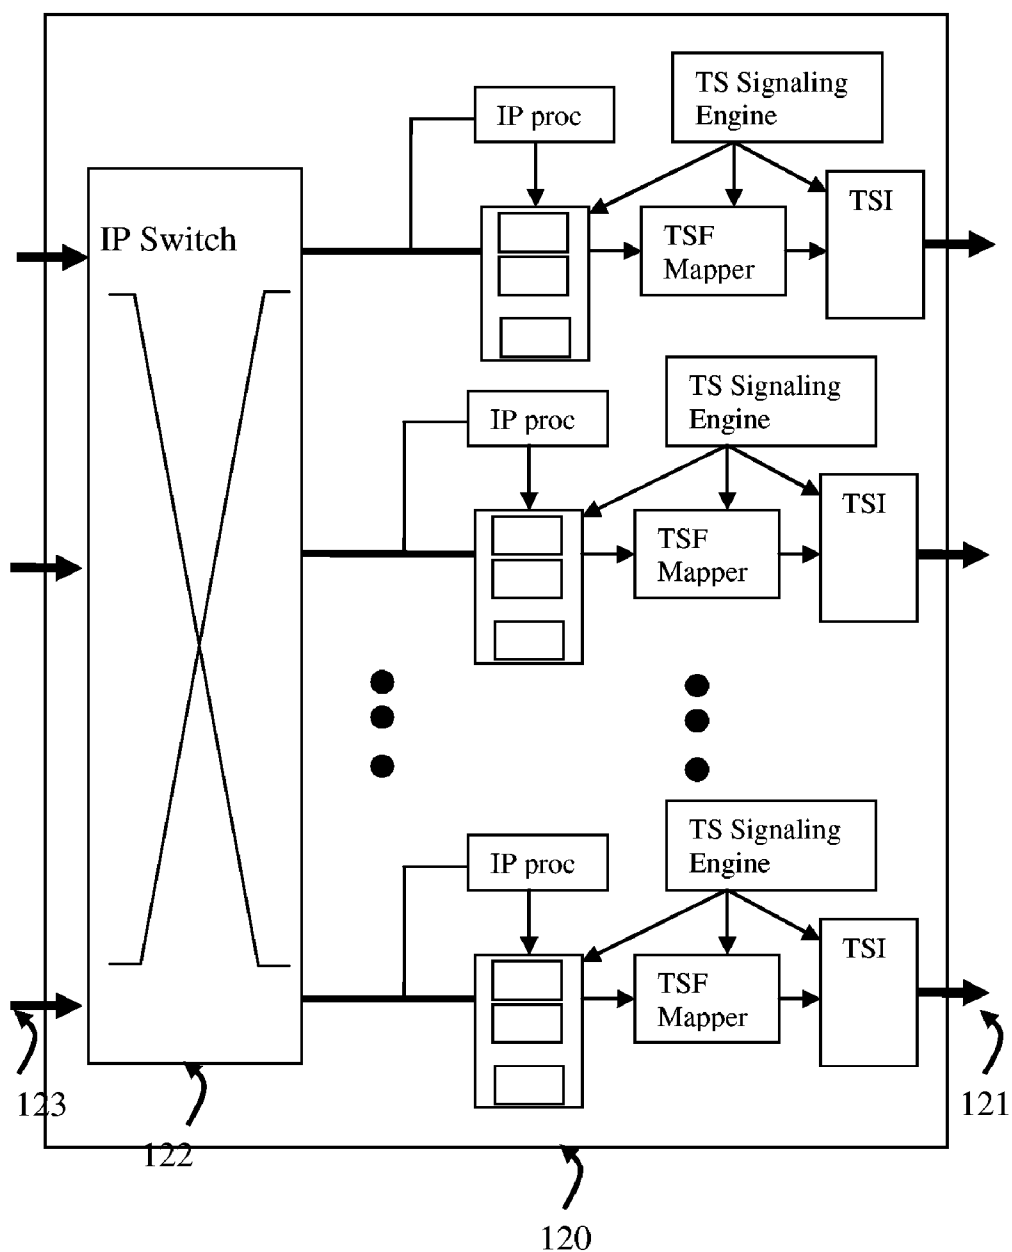 TS Signaling
Engine
IP proc
TSI
IP Switch
TSF
Mapper
TS Signaling
Engine
IP proc
TSI
TSF
Mapper
TS Signaling
Engine
IP proc
TSI
TSF
Mapper
123
121
122
120